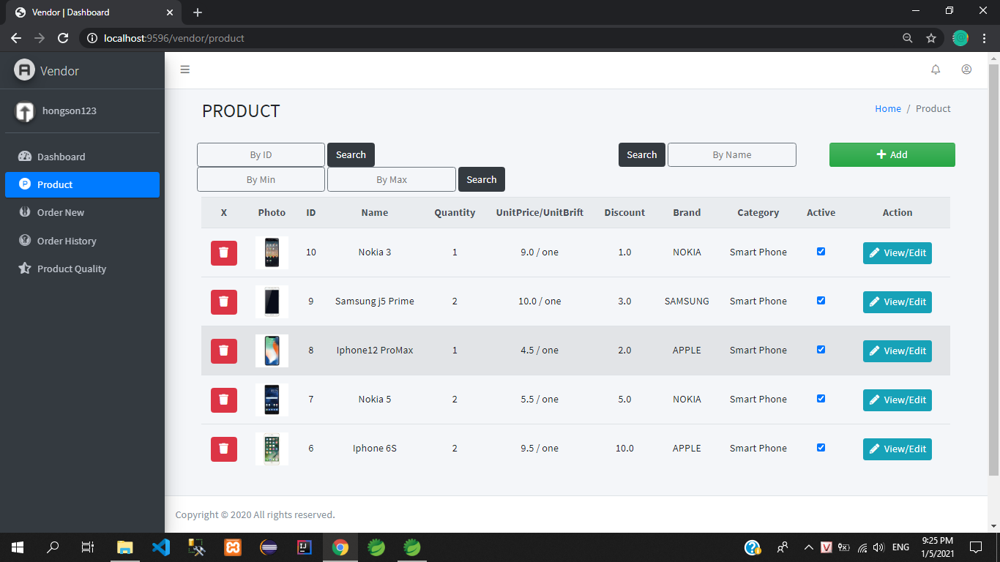 Vendor | Dashboard
localhost:9596/vendor/product
Vendor
hongson123
Dashboard
Product
Order New
Order History
Product Quality
PRODUCT
Home / Product
By ID Search Search By Name Add
By Min By Max Search
X Photo ID Name Quantity UnitPrice/UnitBrift Discount Brand Category Active Action
10 Nokia 3 1 9.0 / one 1.0 NOKIA Smart Phone View/Edit
9 Samsung j5 Prime 2 10.0 / one 3.0 SAMSUNG Smart Phone View/Edit
8 Iphone12 ProMax 1 4.5 / one 2.0 APPLE Smart Phone View/Edit
7 Nokia 5 2 5.5 / one 5.0 NOKIA Smart Phone View/Edit
6 Iphone 6S 2 9.5 / one 10.0 APPLE Smart Phone View/Edit
Copyright © 2020 All rights reserved.
ENG
9:25 PM
1/5/2021